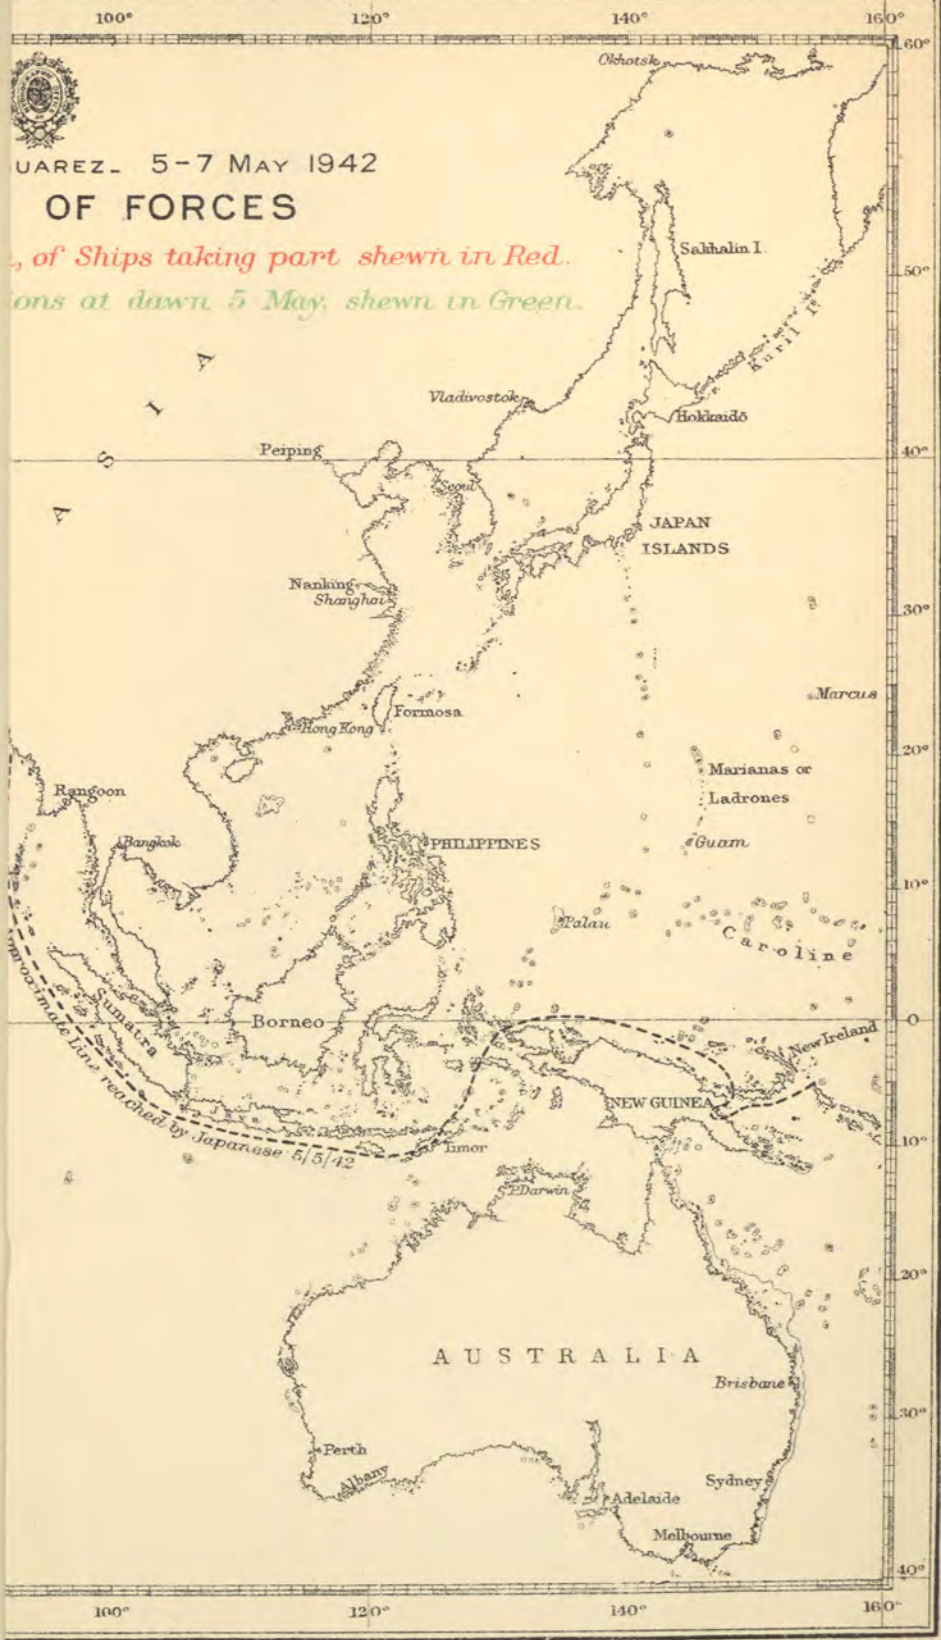 100° 120° 140° 160°
60°
Okhotsk
UAREZ_ 5-7 MAY 1942
OF FORCES
, of Ships taking part shewn in Red.
ions at dawn 5 May, shewn in Green.
Sakhalin I.
50°
Kuril Is
A S I A
Vladivostok
Hokkaidō
Peiping
40°
Seoul
JAPAN
ISLANDS
Nanking
Shanghai
30°
Marcus
Formosa
Hong Kong
20°
Marianas or
Ladrones
Rangoon
Bangkok
PHILIPPINES
Guam
10°
Palau
Caroline
Sumatra
Borneo
0
New Ireland
NEW GUINEA
Approximate Line reached by Japanese 5/5/42
Timor
10°
P.Darwin
20°
AUSTRALIA
Brisbane
30°
Perth
Albany
Sydney
Adelaide
Melbourne
40°
100° 120° 140° 160°